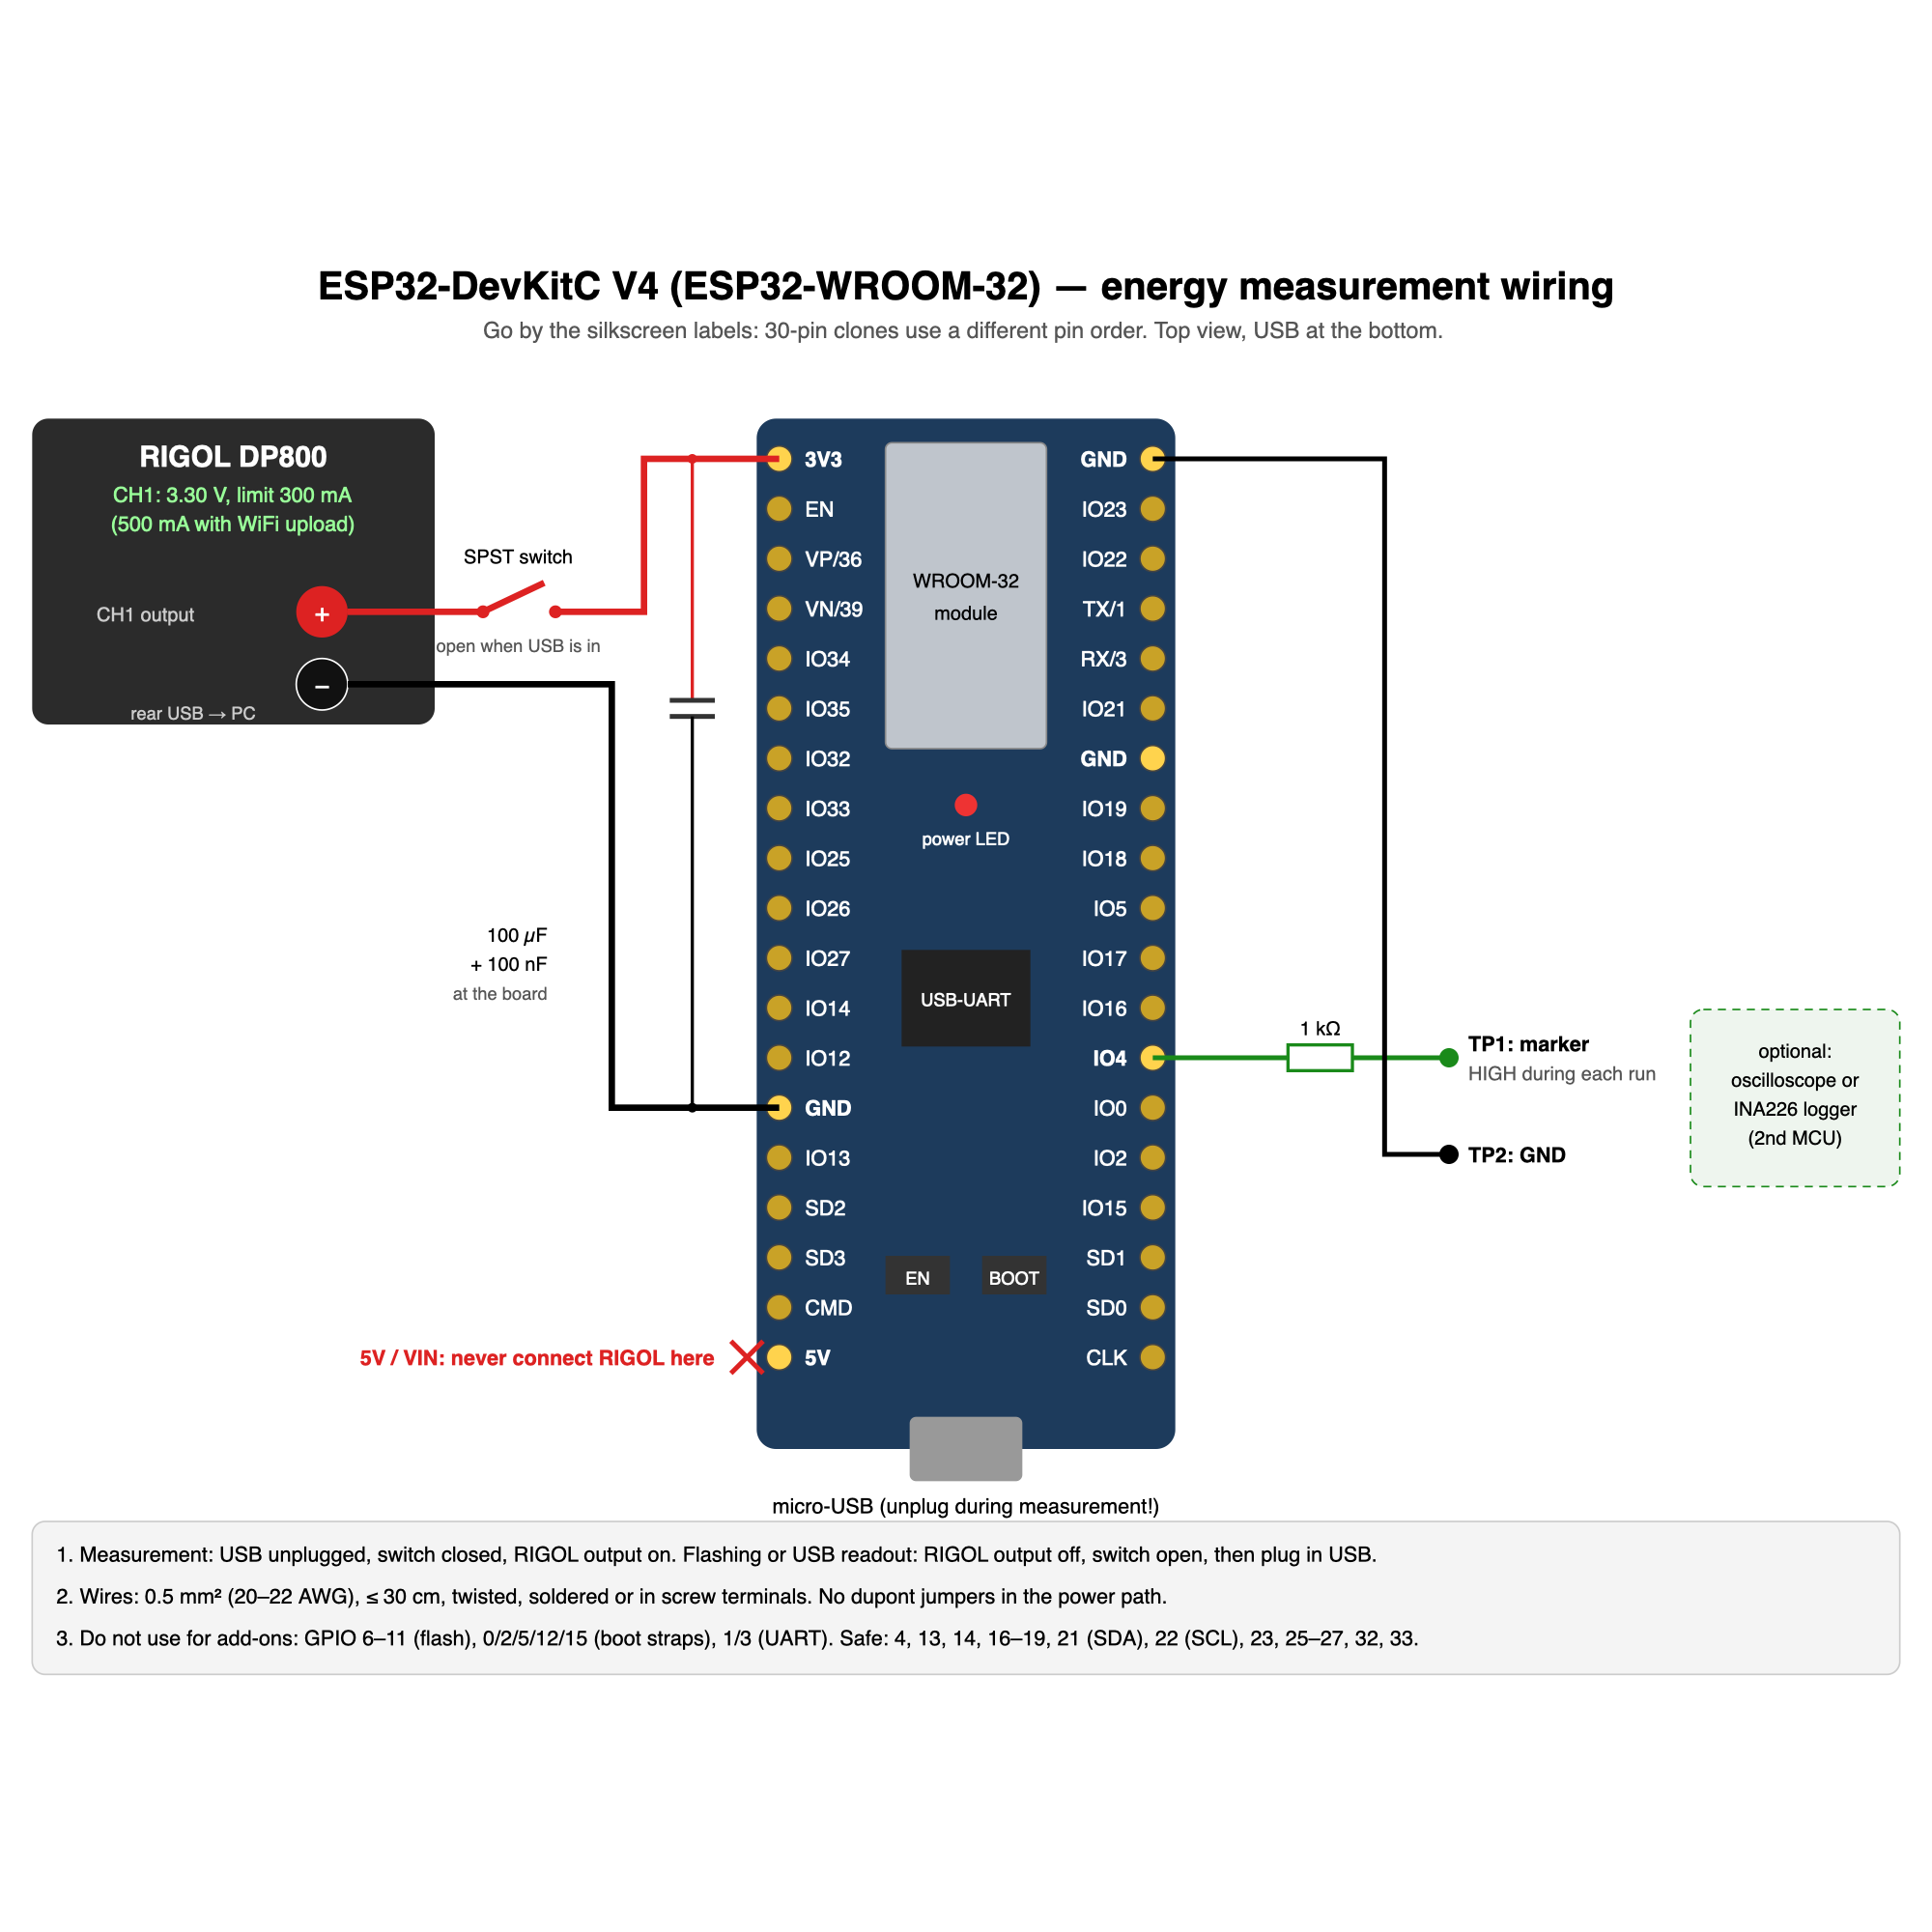 ESP32-DevKitC V4 (ESP32-WROOM-32) — energy measurement wiring
Go by the silkscreen labels: 30-pin clones use a different pin order. Top view, USB at the bottom.
RIGOL DP800
CH1: 3.30 V, limit 300 mA
(500 mA with WiFi upload)
CH1 output
+
−
rear USB → PC
SPST switch
open when USB is in
100 µF
+ 100 nF
at the board
5V / VIN: never connect RIGOL here
3V3
EN
VP/36
VN/39
IO34
IO35
IO32
IO33
IO25
IO26
IO27
IO14
IO12
GND
IO13
SD2
SD3
CMD
5V
WROOM-32
module
power LED
USB-UART
EN
BOOT
GND
IO23
IO22
TX/1
RX/3
IO21
GND
IO19
IO18
IO5
IO17
IO16
IO4
IO0
IO2
IO15
SD1
SD0
CLK
1 kΩ
TP1: marker
HIGH during each run
TP2: GND
optional:
oscilloscope or
INA226 logger
(2nd MCU)
micro-USB (unplug during measurement!)
1. Measurement: USB unplugged, switch closed, RIGOL output on. Flashing or USB readout: RIGOL output off, switch open, then plug in USB.
2. Wires: 0.5 mm² (20–22 AWG), ≤ 30 cm, twisted, soldered or in screw terminals. No dupont jumpers in the power path.
3. Do not use for add-ons: GPIO 6–11 (flash), 0/2/5/12/15 (boot straps), 1/3 (UART). Safe: 4, 13, 14, 16–19, 21 (SDA), 22 (SCL), 23, 25–27, 32, 33.